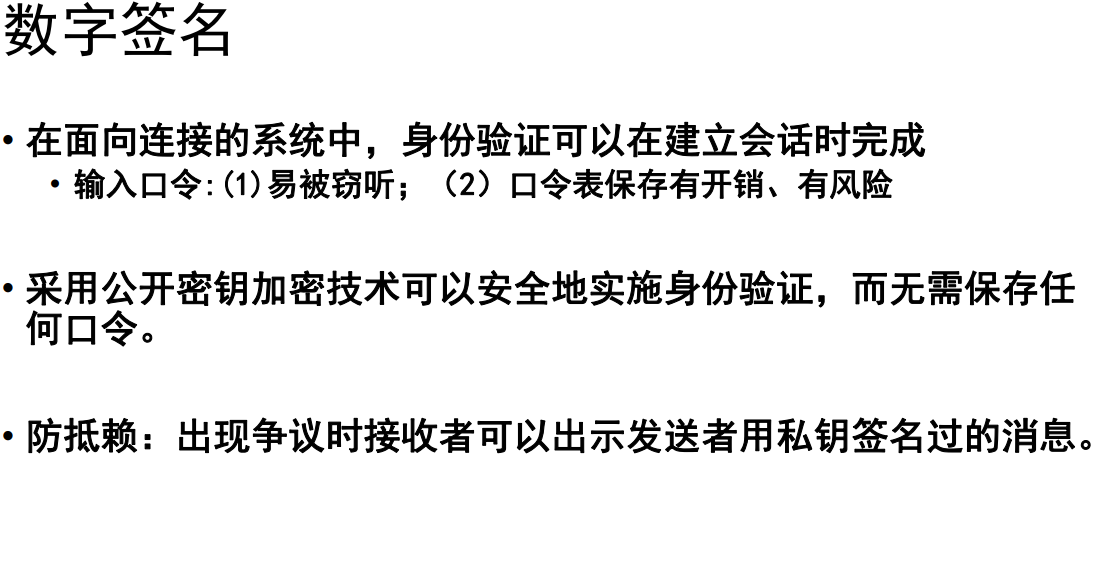 数字签名
• 在面向连接的系统中，身份验证可以在建立会话时完成
• 输入口令:(1)易被窃听；（2）口令表保存有开销、有风险
• 采用公开密钥加密技术可以安全地实施身份验证，而无需保存任
何口令。
• 防抵赖：出现争议时接收者可以出示发送者用私钥签名过的消息。